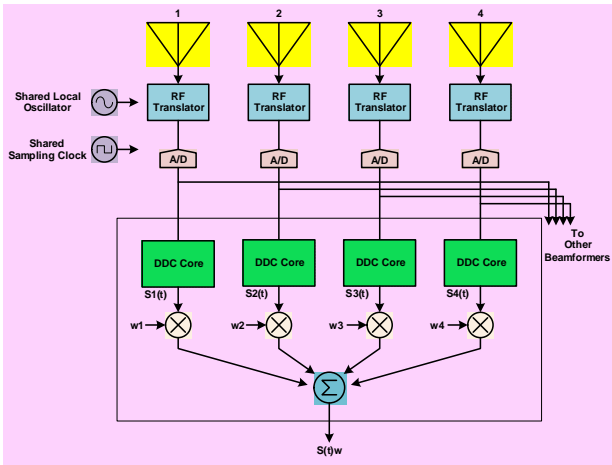 1 2 3 4
Shared Local
Oscillator
RF
Translator
RF
Translator
RF
Translator
RF
Translator
Shared
Sampling Clock
A/D A/D A/D A/D
To
Other
Beamformers
DDC Core DDC Core DDC Core DDC Core
S1(t) S2(t) S3(t) S4(t)
w1 w2 w3 w4
Σ
S(t)w